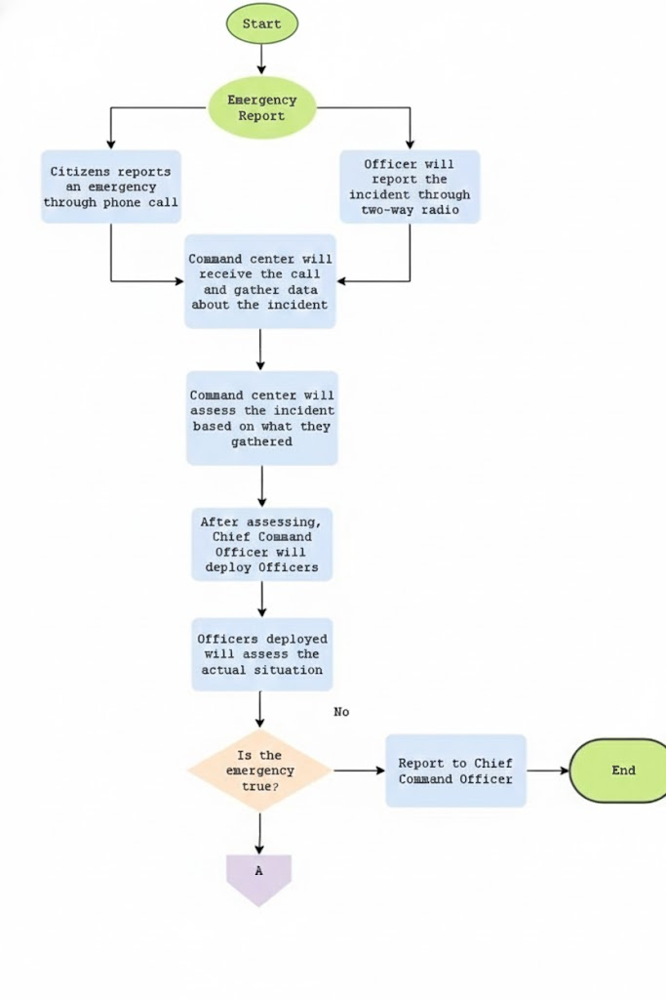 Start
Emergency
Report
Citizens reports
an emergency
through phone call
Officer will
report the
incident through
two-way radio
Command center will
receive the call
and gather data
about the incident
Command center will
assess the incident
based on what they
gathered
After assessing,
Chief Command
Officer will
deploy Officers
Officers deployed
will assess the
actual situation
No
Is the
emergency
true?
Report to Chief
Command Officer
End
A